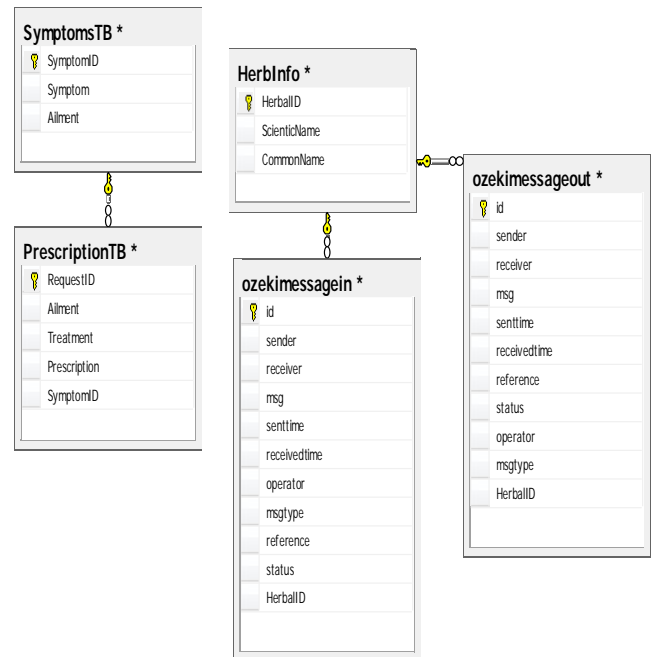 SymptomsTB *
SymptomID
Symptom
Ailment
PrescriptionTB *
RequestID
Ailment
Treatment
Prescription
SymptomID
HerbInfo *
HerbalID
ScienticName
CommonName
ozekimessagein *
id
sender
receiver
msg
senttime
receivedtime
operator
msgtype
reference
status
HerbalID
ozekimessageout *
id
sender
receiver
msg
senttime
receivedtime
reference
status
operator
msgtype
HerbalID